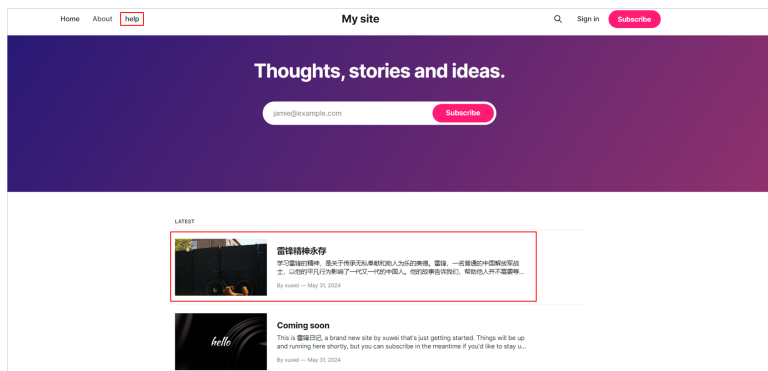 Home About help My site Sign in Subscribe
Thoughts, stories and ideas.
jamie@example.com Subscribe
LATEST
雷锋精神永存
学习雷锋的精神，是关于传承无私奉献和助人为乐的美德。雷锋，一名普通的中国解放军战
士，以他的平凡行为影响了一代又一代的中国人。他的故事告诉我们，帮助他人并不需要等...
By xuwei — May 31, 2024
hello
Coming soon
This is 雷锋日记, a brand new site by xuwei that's just getting started. Things will be up
and running here shortly, but you can subscribe in the meantime if you'd like to stay u...
By xuwei — May 31, 2024